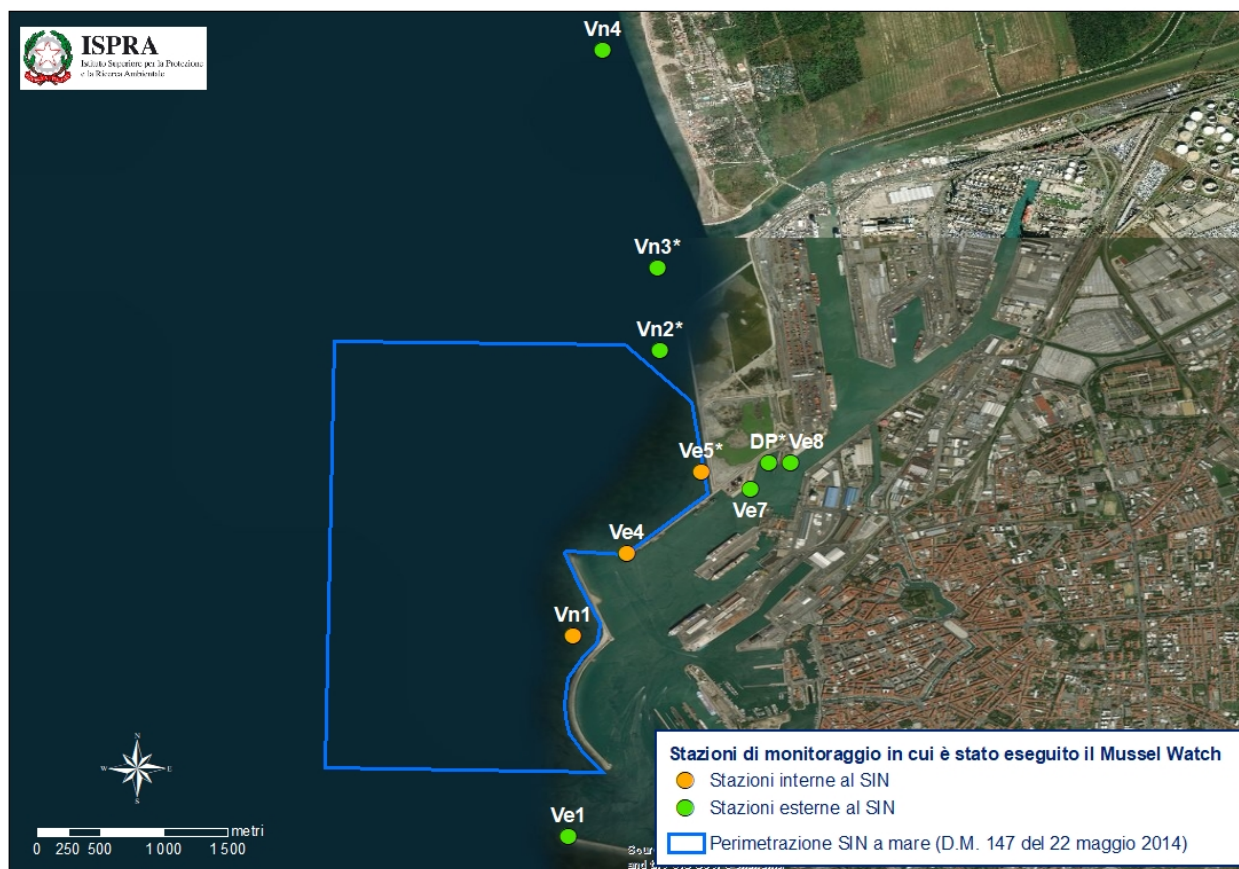 ISPRA
Istituto Superiore per la Protezione
e la Ricerca Ambientale
Vn4
Vn3*
Vn2*
Ve5*
DP* Ve8
Ve7
Ve4
Vn1
Ve1
N
W E
S
metri
0 250 500 1 000 1 500
Stazioni di monitoraggio in cui è stato eseguito il Mussel Watch
Stazioni interne al SIN
Stazioni esterne al SIN
Perimetrazione SIN a mare (D.M. 147 del 22 maggio 2014)